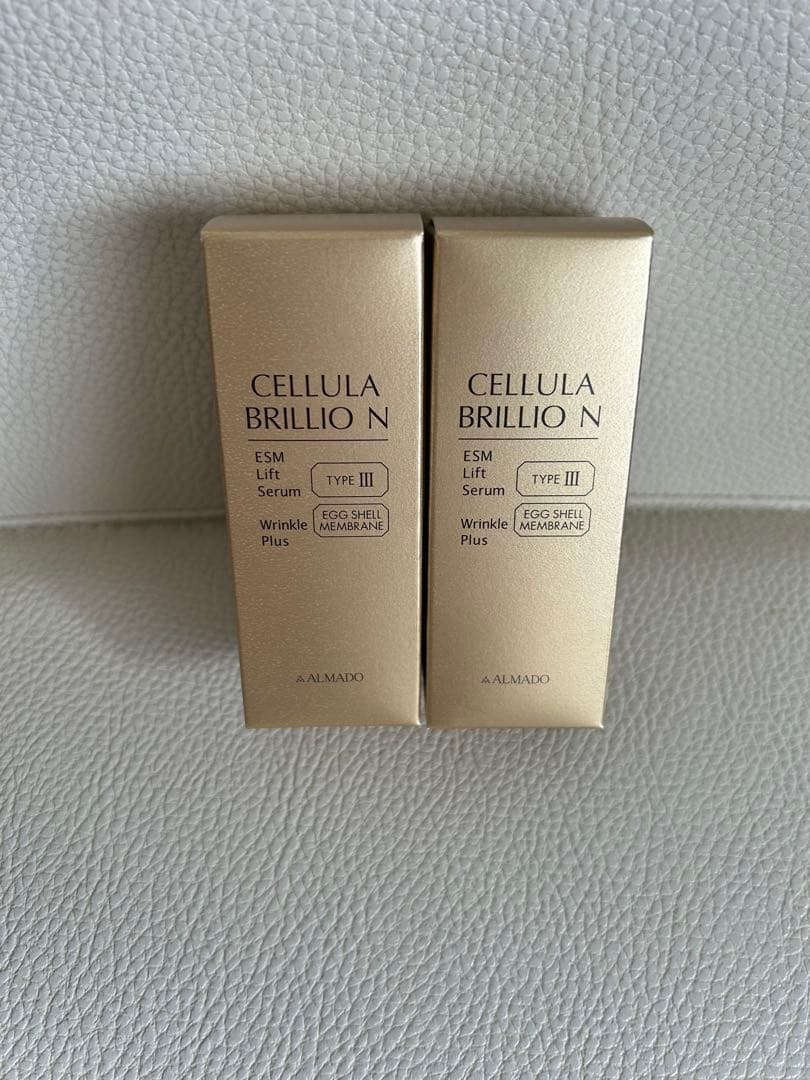 CELLULA
BRILLIO N
ESM
Lift
Serum
TYPE III
Wrinkle
Plus
EGG SHELL
MEMBRANE
ALMADO
CELLULA
BRILLIO N
ESM
Lift
Serum
TYPE III
Wrinkle
Plus
EGG SHELL
MEMBRANE
ALMADO